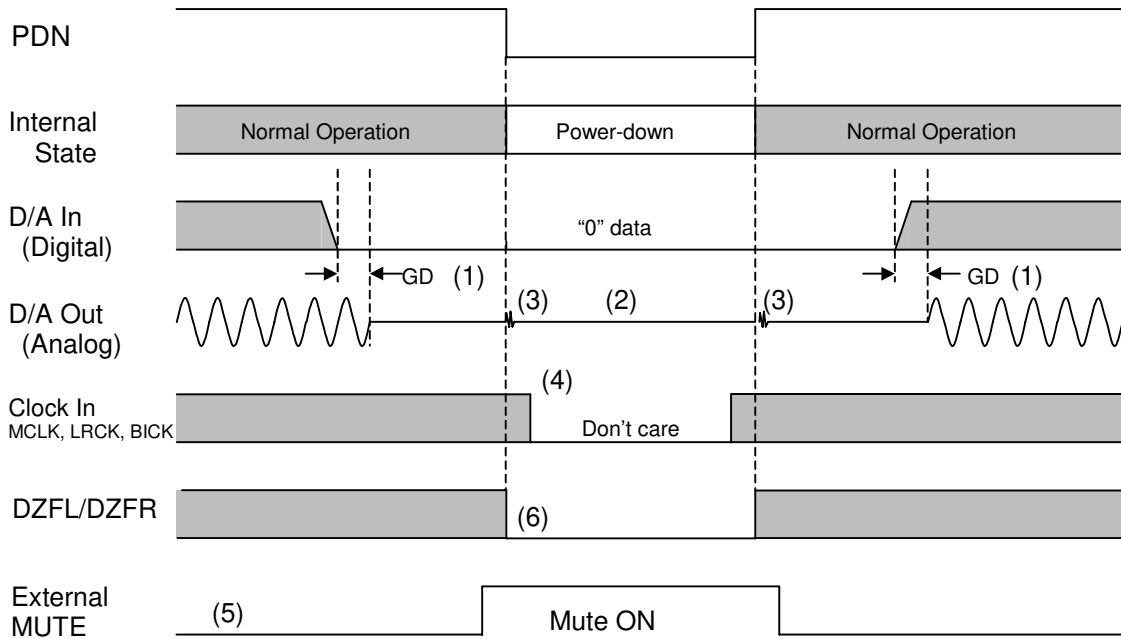 PDN
Internal
State
Normal Operation
Power-down
Normal Operation
D/A In
(Digital)
“0” data
GD (1)
GD (1)
D/A Out
(Analog)
(3)
(2)
(3)
Clock In
MCLK, LRCK, BICK
(4)
Don’t care
DZFL/DZFR
(6)
External
MUTE
(5)
Mute ON